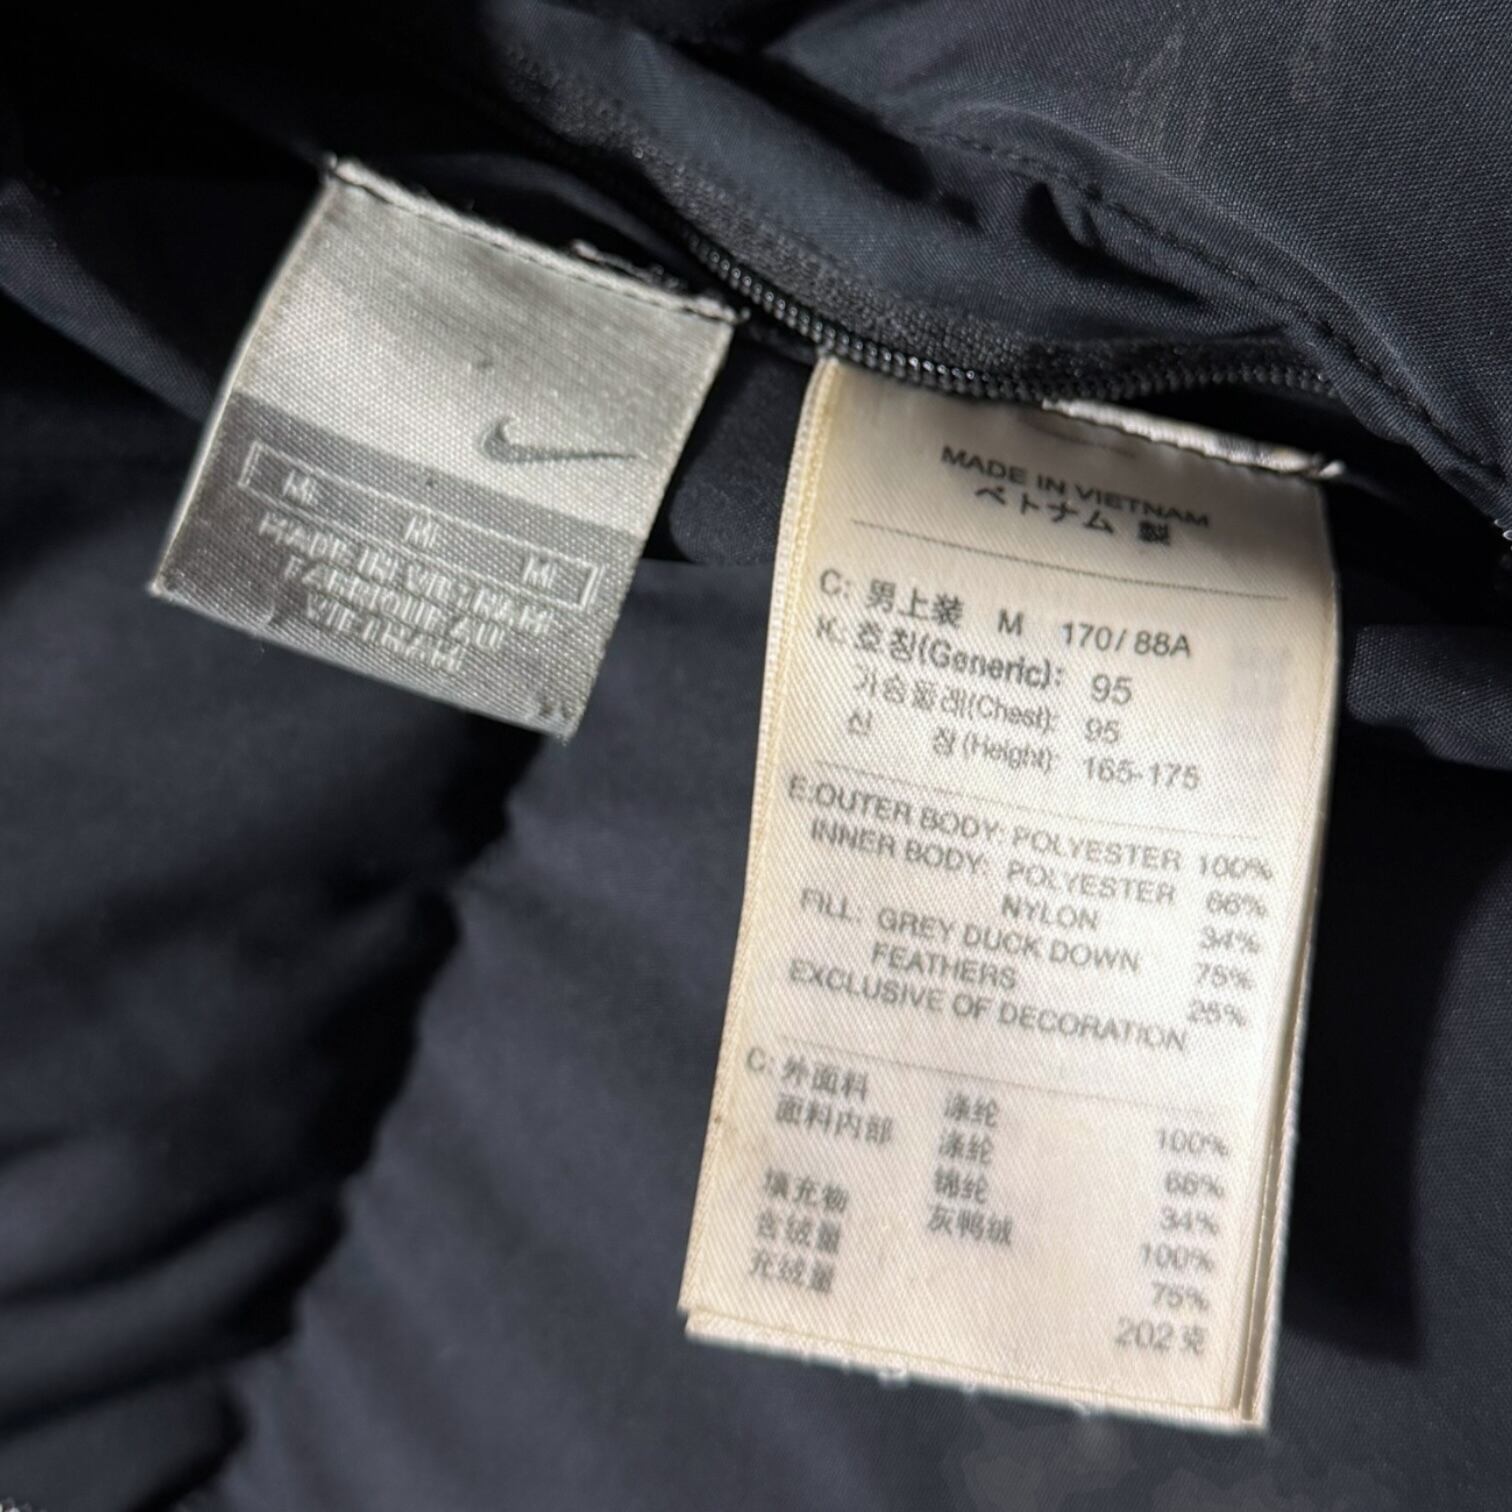 M M M
MADE IN VIETNAM
FABRIQUE AU
VIETNAM
MADE IN VIETNAM
ベトナム 製
C: 男上装 M 170/88A
K: 호칭(Generic): 95
가슴둘레(Chest): 95
신 장(Height): 165-175
E:OUTER BODY: POLYESTER 100%
INNER BODY: POLYESTER 66%
NYLON 34%
FILL: GREY DUCK DOWN 75%
FEATHERS 25%
EXCLUSIVE OF DECORATION
C: 外面料 涤纶 100%
面料内部 涤纶 66%
锦纶 34%
填充物 灰鸭绒 100%
含绒量 75%
充绒量 202克